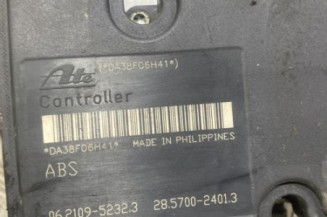 (*DA38F06H41*)
Ate
Controller
*DA38F06H41* MADE IN PHILIPPINES
ABS
06.2109-5232.3 28.5700-2401.3